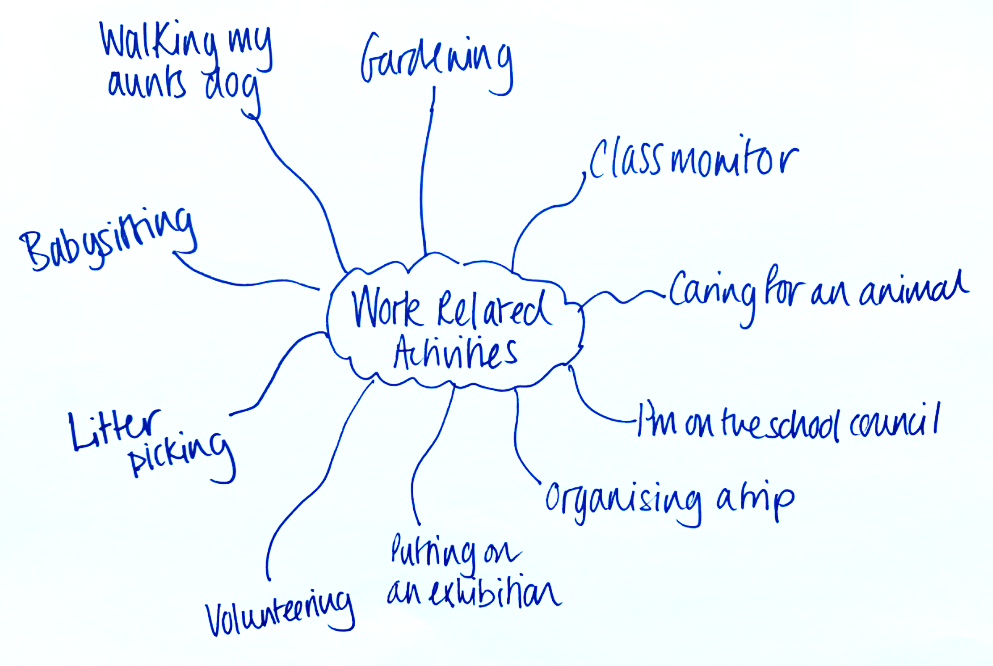 Walking my
aunts dog
Gardening
Class monitor
Babysitting
Caring for an animal
Work Related
Activities
I'm on the school council
Litter
picking
Organising a trip
Putting on
an exhibition
Volunteering